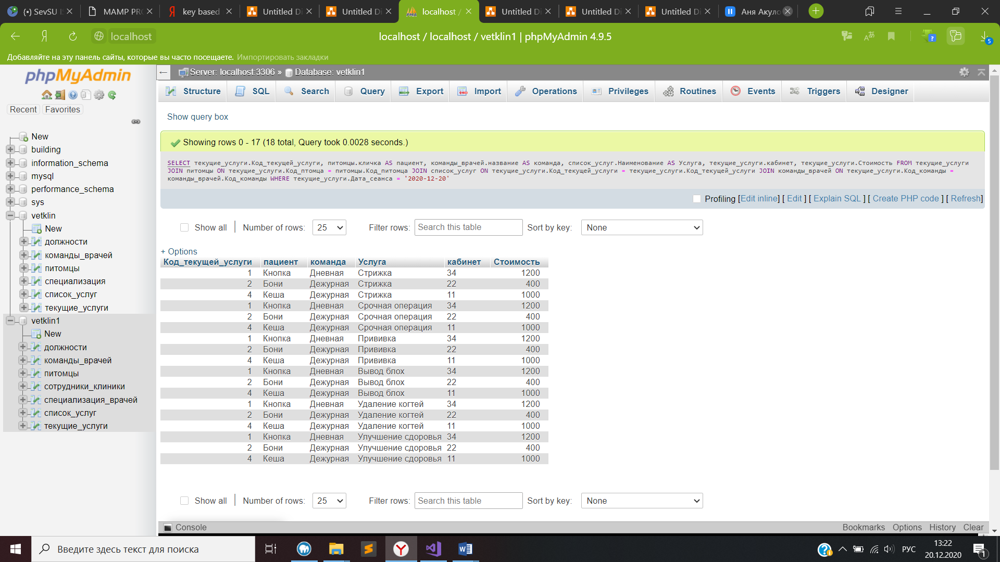 (•) SevSU I
MAMP PR
key based
Untitled Di
Untitled Di
localhost /
Untitled Di
Untitled Di
Untitled Di
Аня Акуло
localhost
localhost / localhost / vetklin1 | phpMyAdmin 4.9.5
5
Добавляйте на эту панель сайты, которые вы часто посещаете. Импортировать закладки
phpMyAdmin
Recent Favorites
New
building
information_schema
mysql
performance_schema
sys
vetklin
New
должности
команды_врачей
питомцы
специализация
список_услуг
текущие_услуги
vetklin1
New
должности
команды_врачей
питомцы
сотрудники_клиники
специализация_врачей
список_услуг
текущие_услуги
Server: localhost:3306 » Database: vetklin1
Structure SQL Search Query Export Import Operations Privileges Routines Events Triggers Designer
Show query box
Showing rows 0 - 17 (18 total, Query took 0.0028 seconds.)
SELECT текущие_услуги.Код_текущей_услуги, питомцы.кличка AS пациент, команды_врачей.название AS команда, список_услуг.Наименование AS Услуга, текущие_услуги.кабинет, текущие_услуги.Стоимость FROM текущие_услуги
JOIN питомцы ON текущие_услуги.Код_птомца = питомцы.Код_питомца JOIN список_услуг ON текущие_услуги.Код_текущей_услуги = текущие_услуги.Код_текущей_услуги JOIN команды_врачей ON текущие_услуги.Код_команды =
команды_врачей.Код_команды WHERE текущие_услуги.Дата_сеанса = '2020-12-20'
Profiling [Edit inline] [ Edit ] [ Explain SQL ] [ Create PHP code ] [ Refresh]
Show all | Number of rows: 25 Filter rows: Search this table Sort by key: None
+ Options
Код_текущей_услуги пациент команда Услуга кабинет Стоимость
1 Кнопка Дневная Стрижка 34 1200
2 Бони Дежурная Стрижка 22 400
4 Кеша Дежурная Стрижка 11 1000
1 Кнопка Дневная Срочная операция 34 1200
2 Бони Дежурная Срочная операция 22 400
4 Кеша Дежурная Срочная операция 11 1000
1 Кнопка Дневная Прививка 34 1200
2 Бони Дежурная Прививка 22 400
4 Кеша Дежурная Прививка 11 1000
1 Кнопка Дневная Вывод блох 34 1200
2 Бони Дежурная Вывод блох 22 400
4 Кеша Дежурная Вывод блох 11 1000
1 Кнопка Дневная Удаление когтей 34 1200
2 Бони Дежурная Удаление когтей 22 400
4 Кеша Дежурная Удаление когтей 11 1000
1 Кнопка Дневная Улучшение сдоровья 34 1200
2 Бони Дежурная Улучшение сдоровья 22 400
4 Кеша Дежурная Улучшение сдоровья 11 1000
Show all | Number of rows: 25 Filter rows: Search this table Sort by key: None
Console
Bookmarks Options History Clear
Введите здесь текст для поиска
РУС
13:22
20.12.2020
1